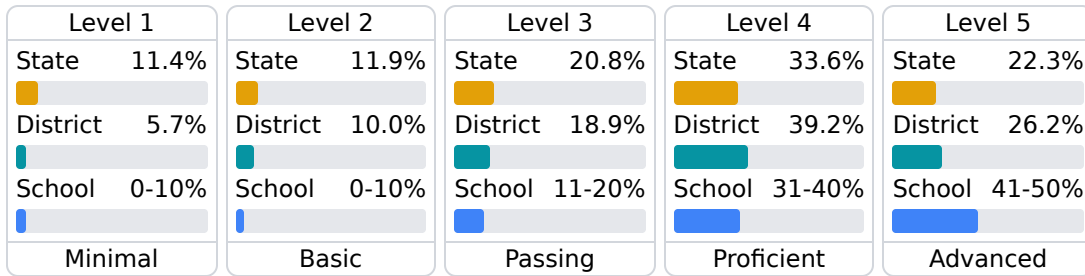 Level 1
State 11.4%
District 5.7%
School 0-10%
Minimal
Level 2
State 11.9%
District 10.0%
School 0-10%
Basic
Level 3
State 20.8%
District 18.9%
School 11-20%
Passing
Level 4
State 33.6%
District 39.2%
School 31-40%
Proficient
Level 5
State 22.3%
District 26.2%
School 41-50%
Advanced